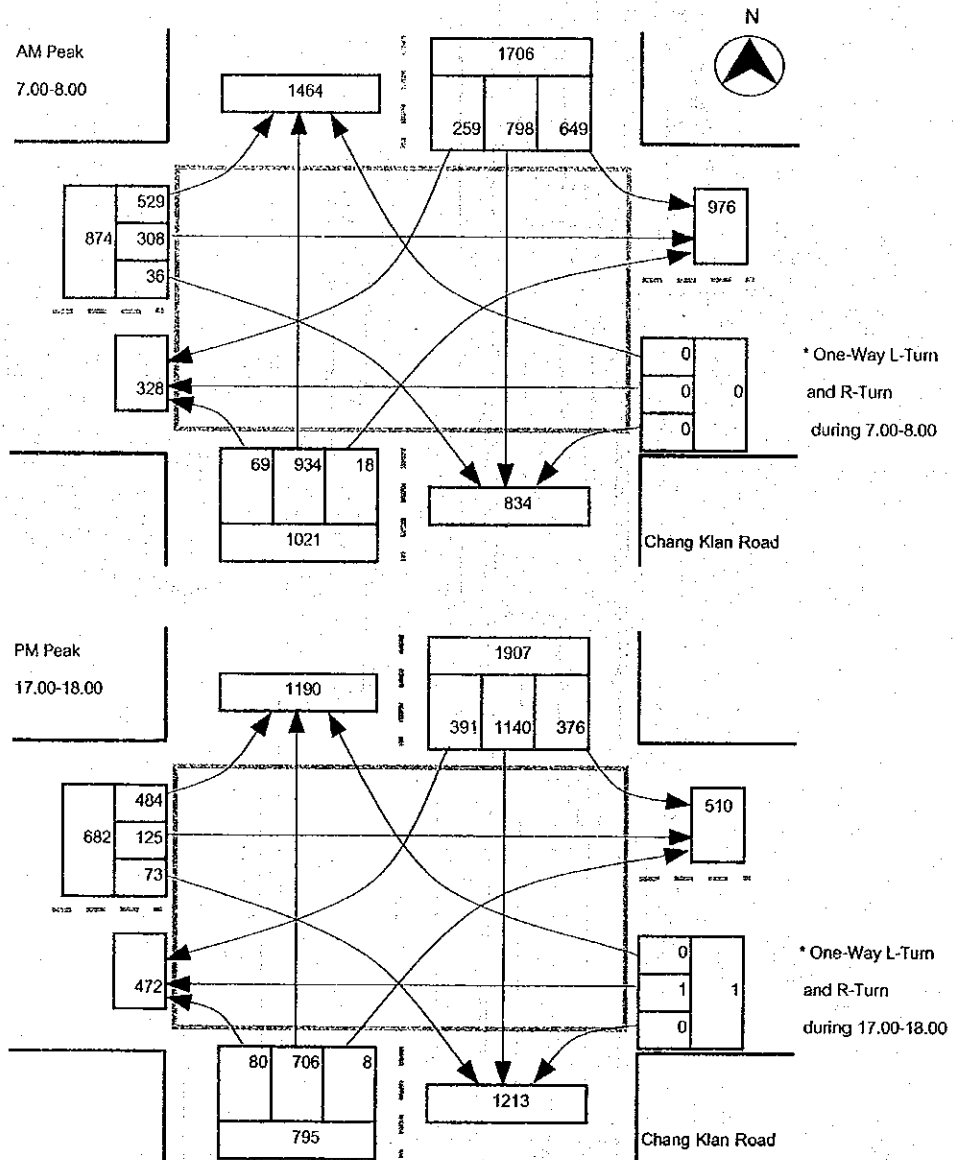 N
AM Peak
7.00-8.00
1706
1464
259 798 649
529
874 308
36
976
328
0
0 0
0
* One-Way L-Turn
and R-Turn
during 7.00-8.00
69 934 18
1021
834
Chang Klan Road
PM Peak
17.00-18.00
1907
1190
391 1140 376
484
682 125
73
510
472
0
1 1
0
* One-Way L-Turn
and R-Turn
during 17.00-18.00
80 706 8
795
1213
Chang Klan Road